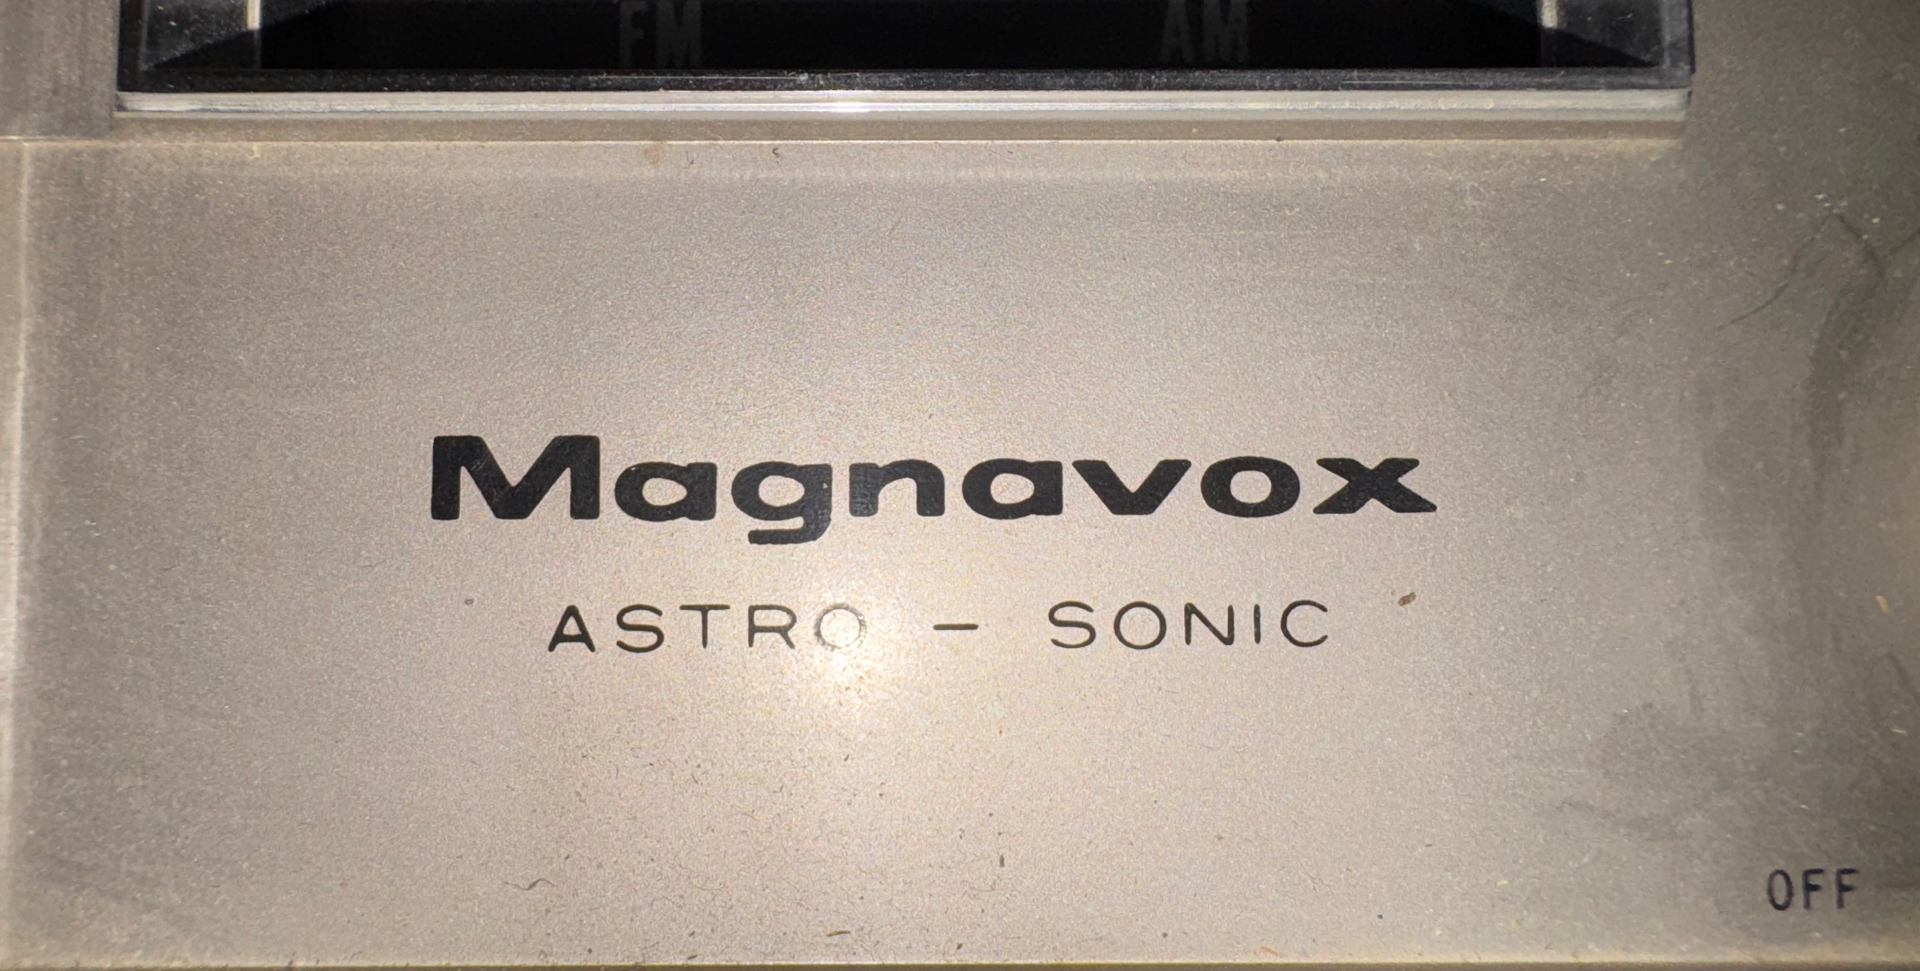 FM AM
Magnavox
ASTRO – SONIC
OFF